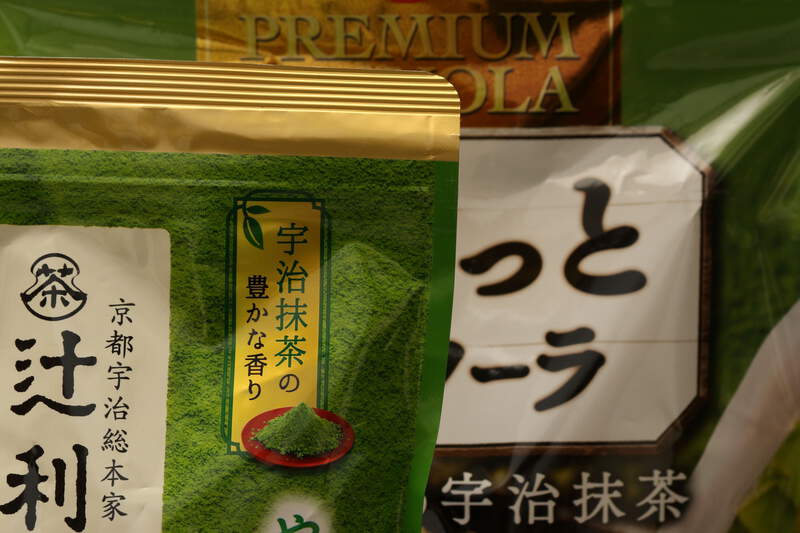 PREMIUM
OLA
っと
ーラ
宇治抹茶
宇治抹茶の
豊かな香り
茶
京都宇治総本家
辻利
や